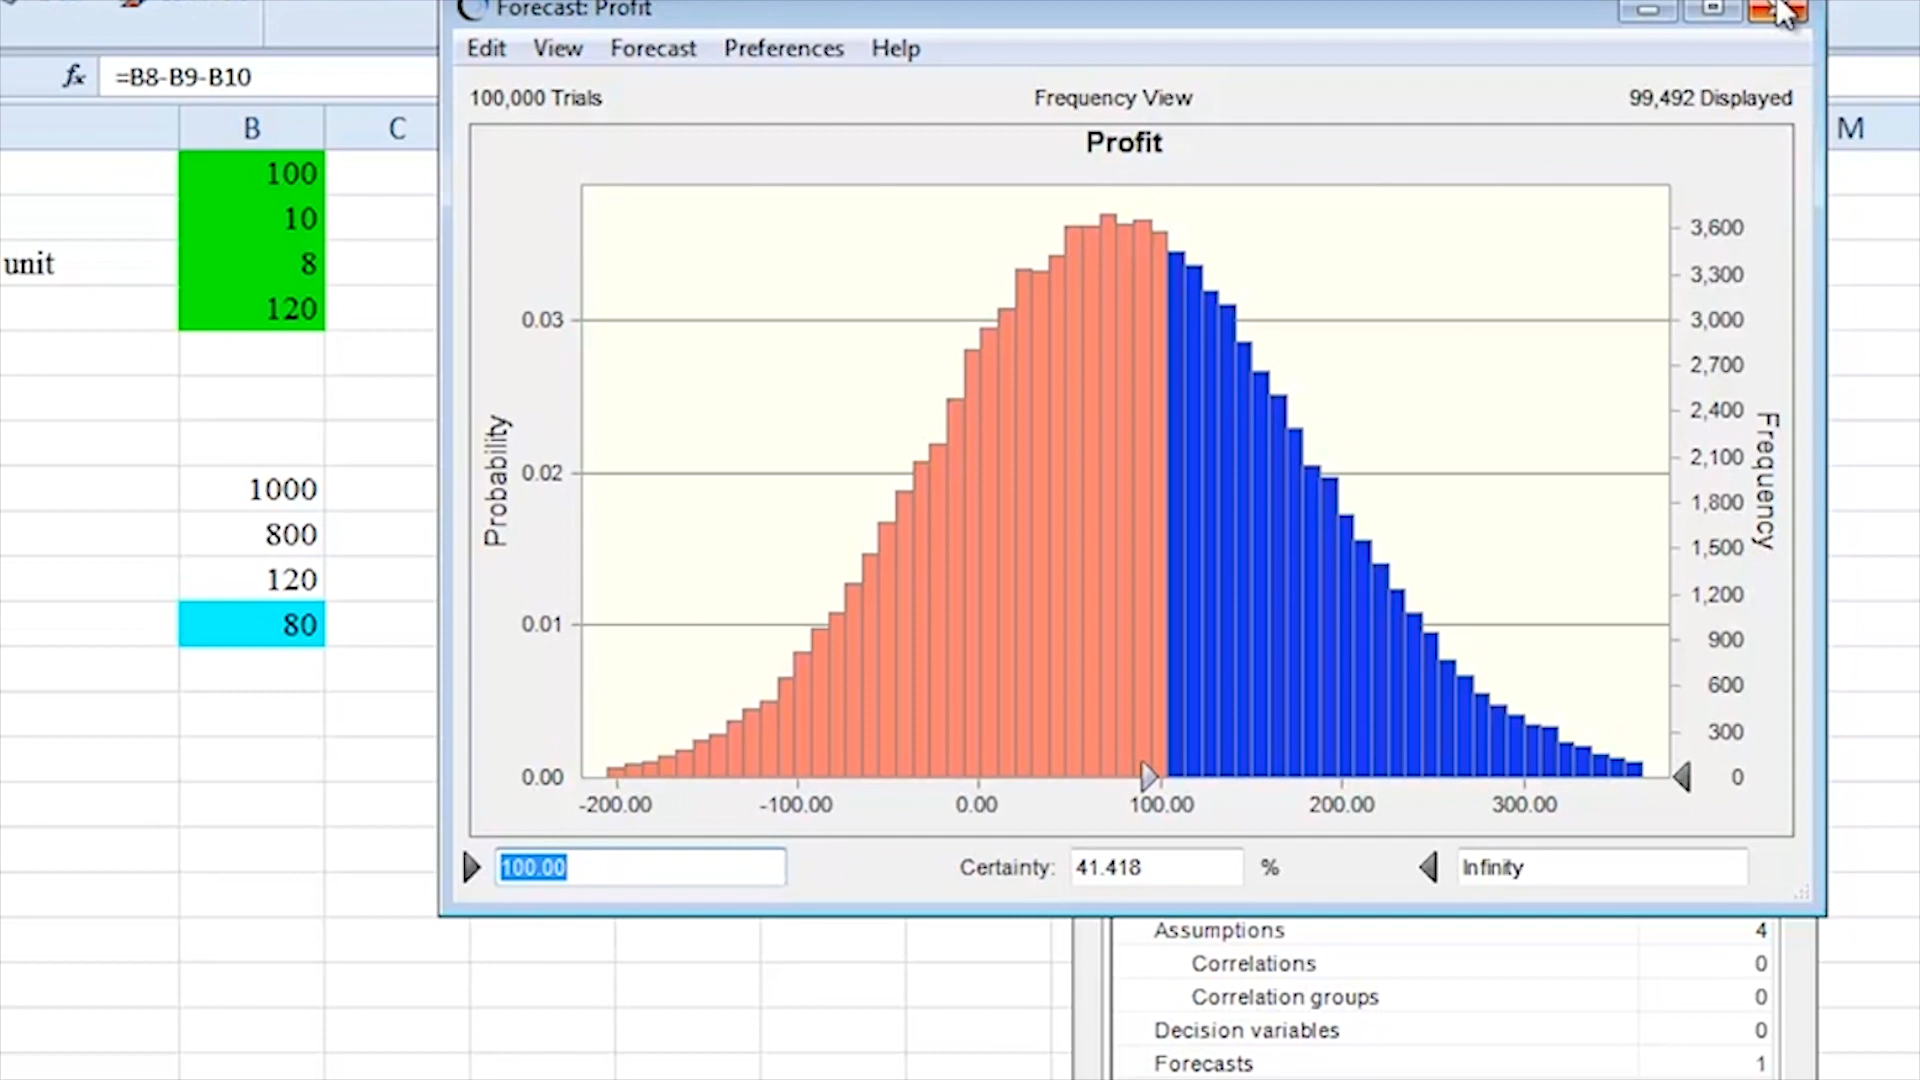 Forecast: Profit
Edit View Forecast Preferences Help
fx =B8-B9-B10
100,000 Trials Frequency View 99,492 Displayed
B C M
Profit
100
10
unit 8
120
1000
800
120
80
Probability
0.03
0.02
0.01
0.00
3,600
3,300
3,000
2,700
2,400
2,100
1,800
1,500
1,200
900
600
300
0
Frequency
-200.00 -100.00 0.00 100.00 200.00 300.00
100.00 Certainty: 41.418 % Infinity
Assumptions 4
Correlations 0
Correlation groups 0
Decision variables 0
Forecasts 1